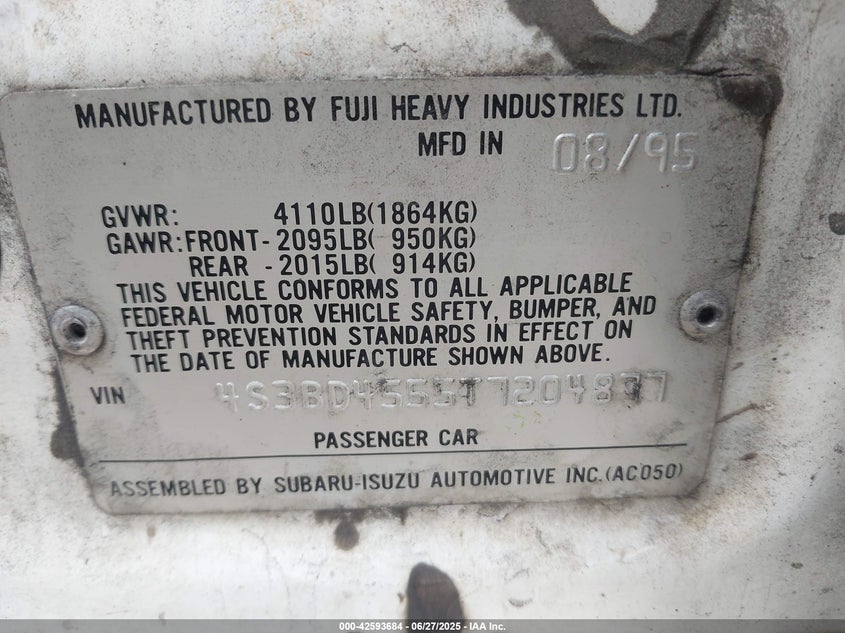 MANUFACTURED BY FUJI HEAVY INDUSTRIES LTD.
MFD IN 08/95
GVWR: 4110LB(1864KG)
GAWR:FRONT-2095LB( 950KG)
REAR -2015LB( 914KG)
THIS VEHICLE CONFORMS TO ALL APPLICABLE
FEDERAL MOTOR VEHICLE SAFETY, BUMPER, AND
THEFT PREVENTION STANDARDS IN EFFECT ON
THE DATE OF MANUFACTURE SHOWN ABOVE.
VIN 4S3BD4555T7204877
PASSENGER CAR
ASSEMBLED BY SUBARU-ISUZU AUTOMOTIVE INC.(AC050)
000-42593684 - 06/27/2025 - IAA Inc.